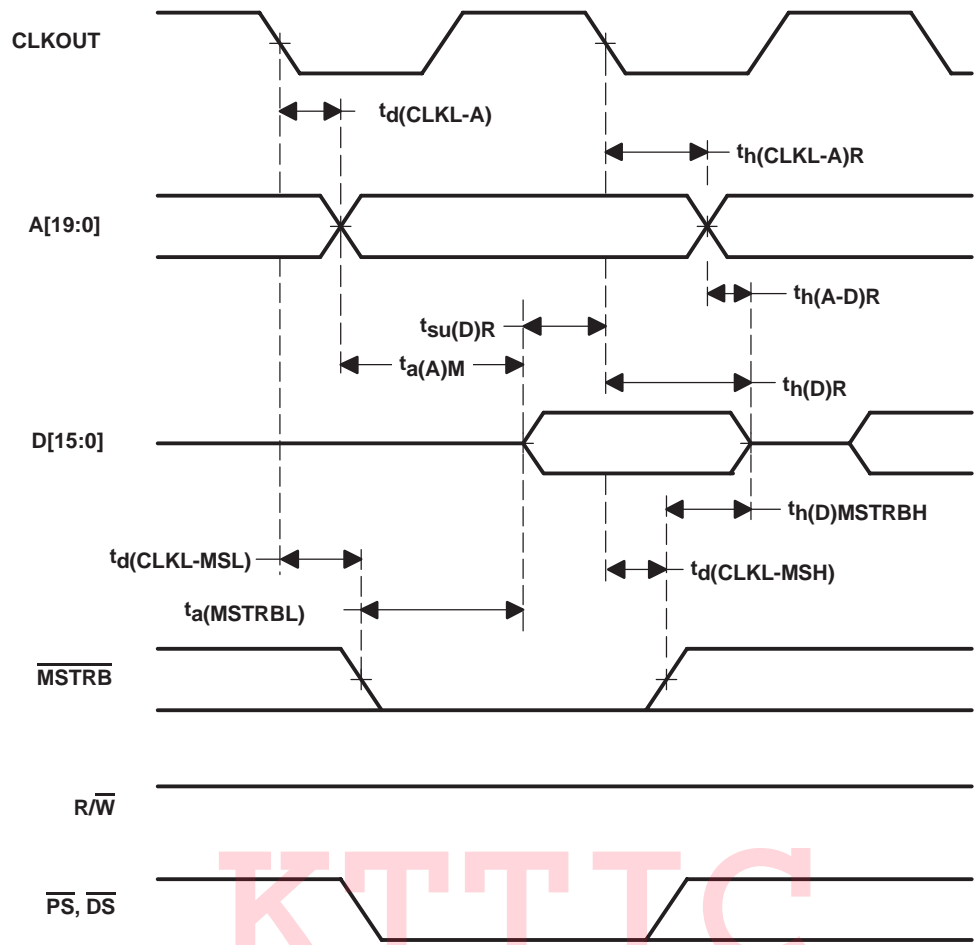 CLKOUT
td(CLKL-A)
th(CLKL-A)R
A[19:0]
th(A-D)R
tsu(D)R
ta(A)M
th(D)R
D[15:0]
th(D)MSTRBH
td(CLKL-MSL)
td(CLKL-MSH)
ta(MSTRBL)
MSTRB
R/W
KTTTC
PS, DS